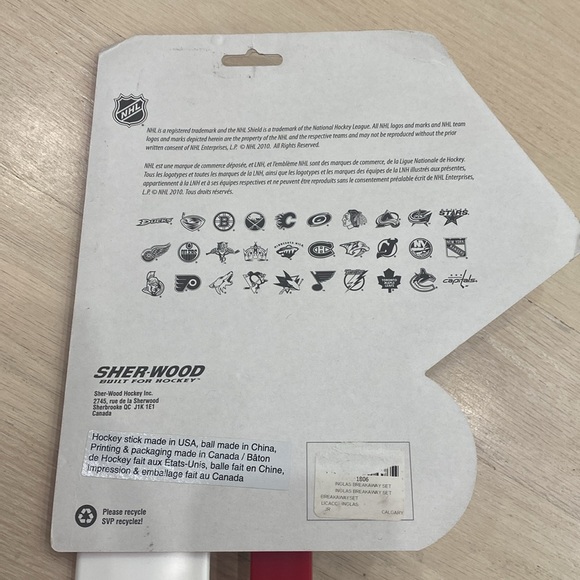 NHL
NHL is a registered trademark and the NHL Shield is a trademark of the National Hockey League. All NHL logos and marks and NHL team
logos and marks depicted herein are the property of the NHL and the respective teams and may not be reproduced without the prior
written consent of NHL Enterprises, L.P. © NHL 2010. All Rights Reserved.
NHL est une marque de commerce déposée, et LNH, et l'emblème NHL sont des marques de commerce, de la Ligue Nationale de Hockey.
Tous les logotypes et toutes les marques de la LNH, ainsi que les logotypes et les marques des équipes de la LNH illustrés aux présentes,
appartiennent à la LNH et à ses équipes respectives et ne peuvent être reproduits sans le consentement préalable écrit de NHL Enterprises,
L.P. © NHL 2010. Tous droits réservés.
DUCKS
STARS
capitals
SHER-WOOD
BUILT FOR HOCKEY™
Sher-Wood Hockey Inc.
2745, rue de la Sherwood
Sherbrooke QC J1K 1E1
Canada
Hockey stick made in USA, ball made in China,
Printing & packaging made in Canada / Bâton
de Hockey fait aux États-Unis, balle fait en Chine,
Impression & emballage fait au Canada
1806
INGLAS BREAKAWAY SET
INGLAS BREAKAWAY SET
BREAKAWAY SET
CALGARY
Please recycle
SVP recyclez!